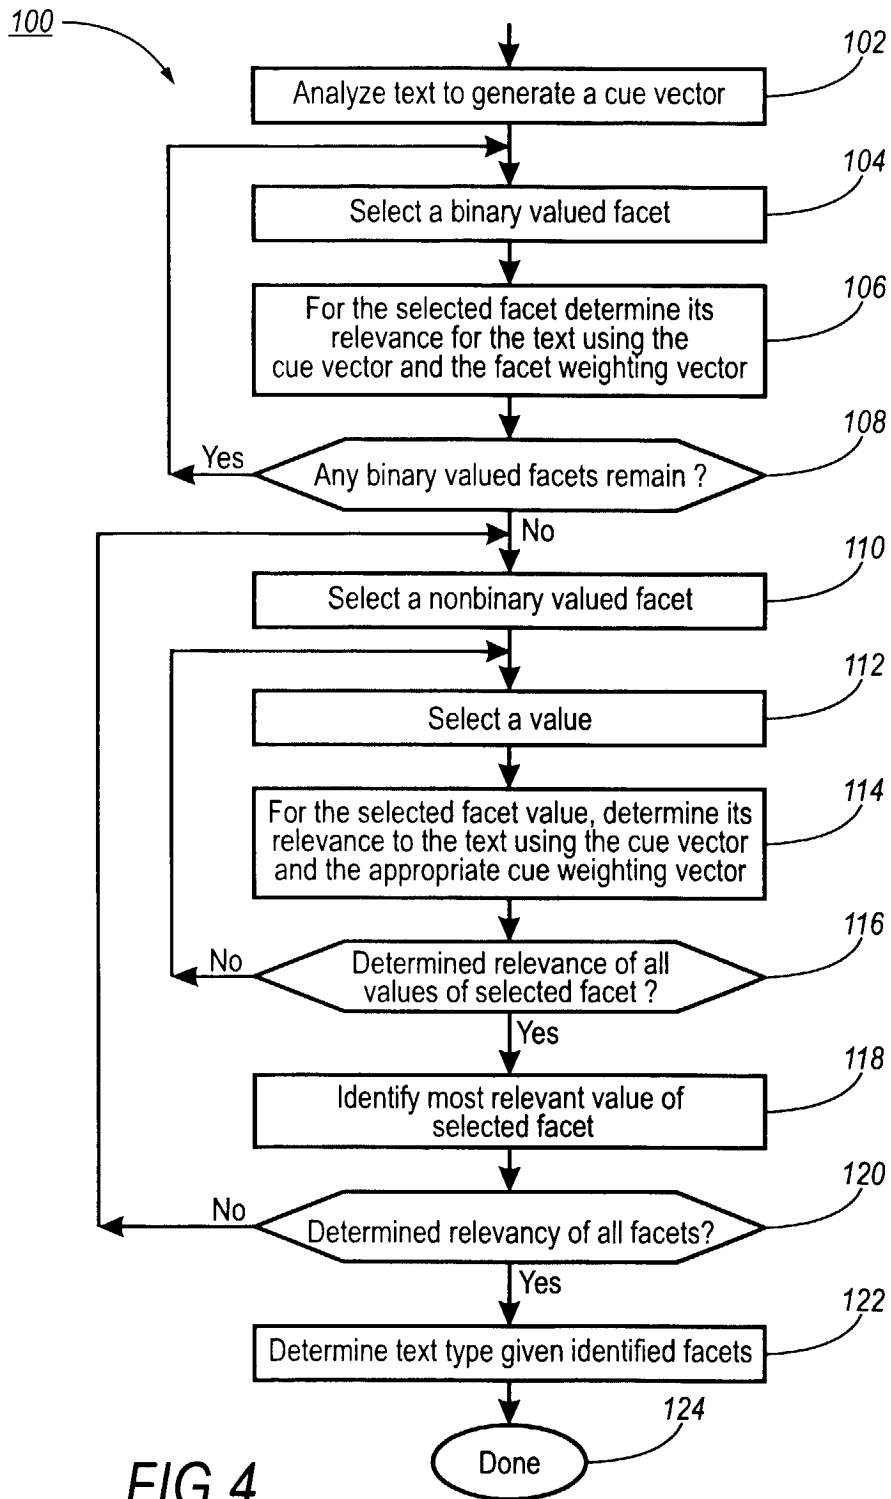 100
102
Analyze text to generate a cue vector
104
Select a binary valued facet
106
For the selected facet determine its
relevance for the text using the
cue vector and the facet weighting vector
108
Yes
Any binary valued facets remain ?
No
110
Select a nonbinary valued facet
112
Select a value
114
For the selected facet value, determine its
relevance to the text using the cue vector
and the appropriate cue weighting vector
116
No
Determined relevance of all
values of selected facet ?
Yes
118
Identify most relevant value of
selected facet
120
No
Determined relevancy of all facets?
Yes
122
Determine text type given identified facets
124
Done
FIG 4